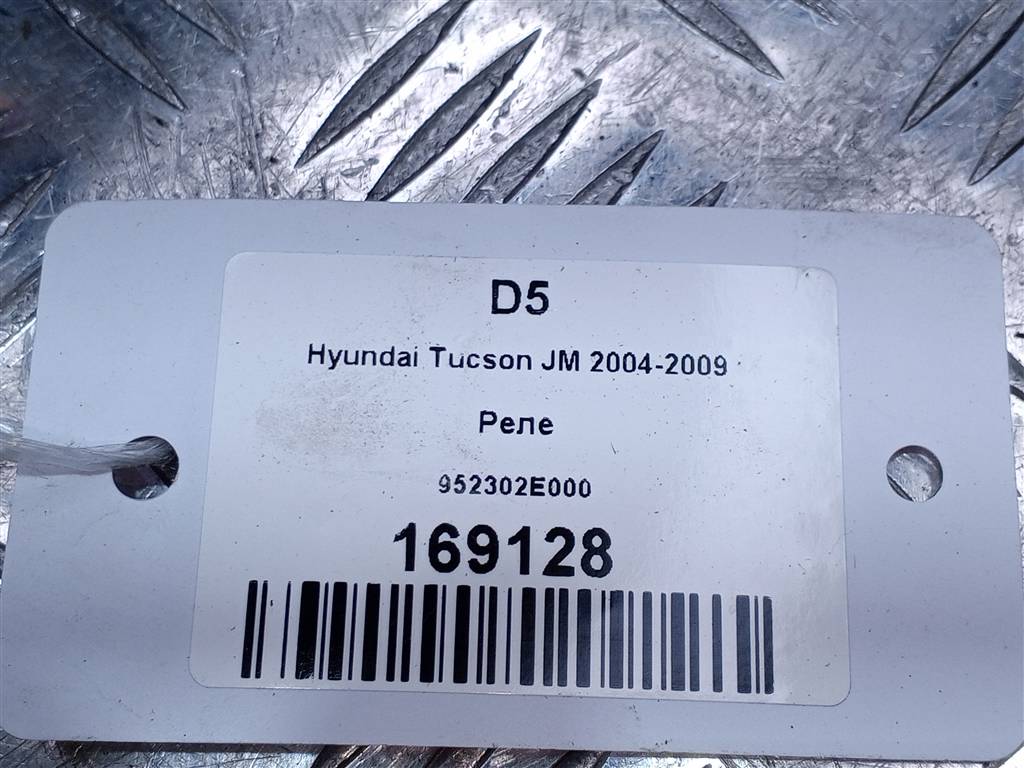 D5
Hyundai Tucson JM 2004-2009
Реле
952302E000
169128